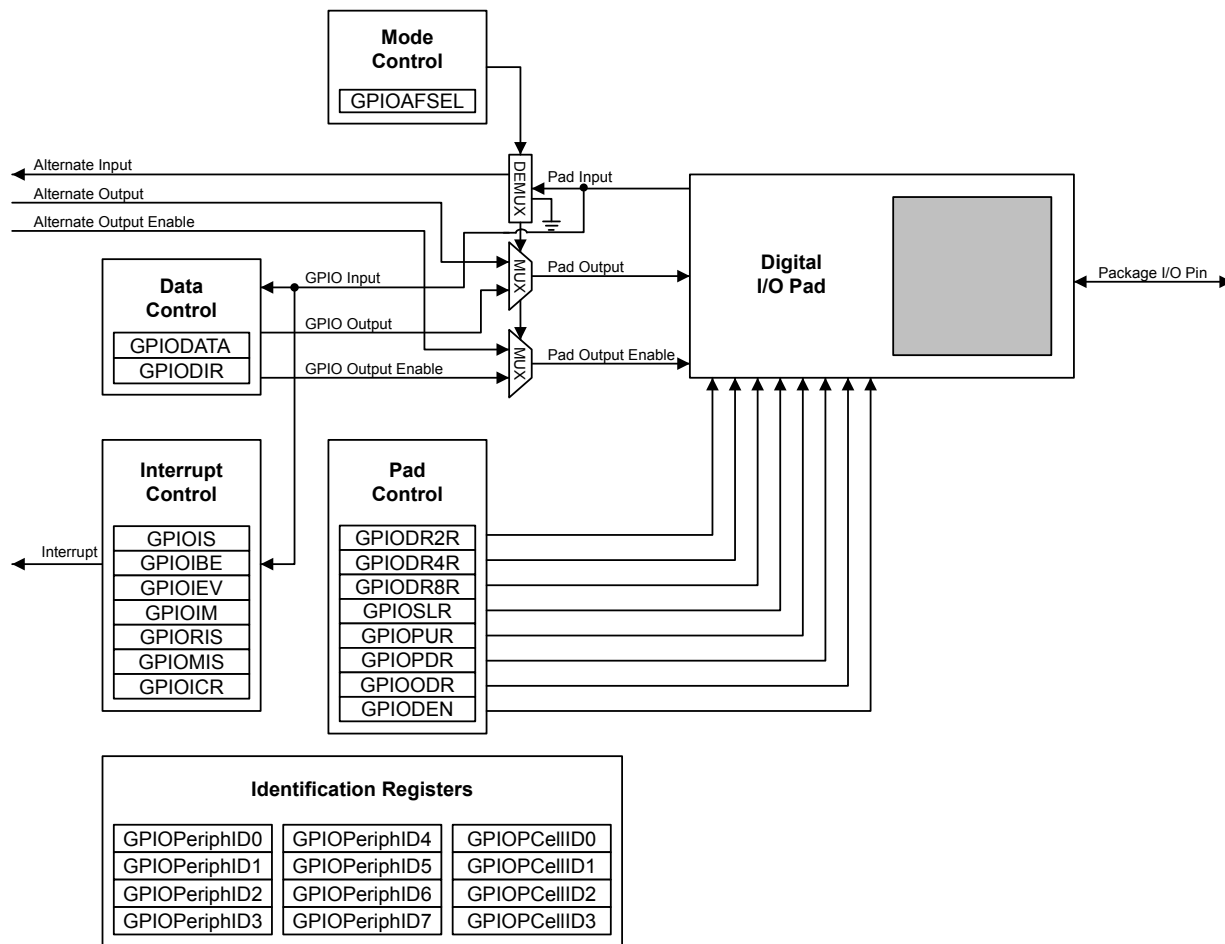 Mode
Control
GPIOAFSEL
Alternate Input
Alternate Output
Alternate Output Enable
DEMUX
Pad Input
MUX
Pad Output
MUX
Pad Output Enable
Digital
I/O Pad
Package I/O Pin
Data
Control
GPIODATA
GPIODIR
GPIO Input
GPIO Output
GPIO Output Enable
Interrupt
Interrupt
Control
GPIOIS
GPIOIBE
GPIOIEV
GPIOIM
GPIORIS
GPIOMIS
GPIOICR
Pad
Control
GPIODR2R
GPIODR4R
GPIODR8R
GPIOSLR
GPIOPUR
GPIOPDR
GPIOODR
GPIODEN
Identification Registers
GPIOPeriphID0
GPIOPeriphID1
GPIOPeriphID2
GPIOPeriphID3
GPIOPeriphID4
GPIOPeriphID5
GPIOPeriphID6
GPIOPeriphID7
GPIOPCellID0
GPIOPCellID1
GPIOPCellID2
GPIOPCellID3